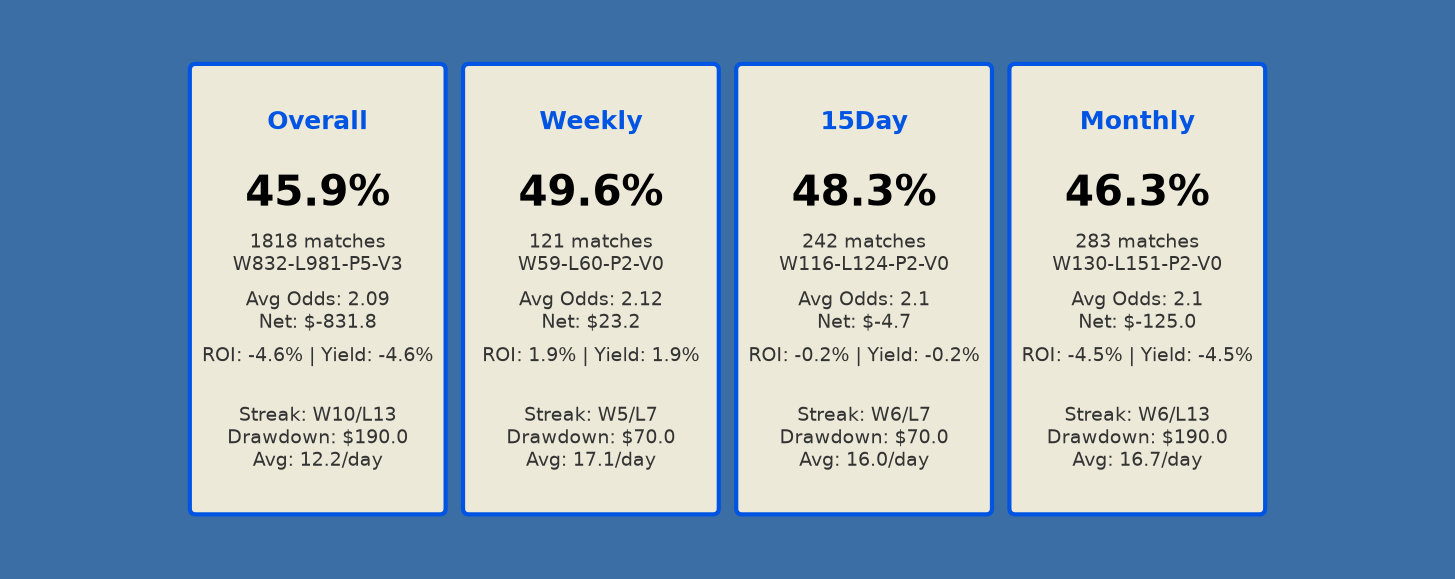 Overall
45.9%
1818 matches
W832-L981-P5-V3
Avg Odds: 2.09
Net: $-831.8
ROI: -4.6% | Yield: -4.6%
Streak: W10/L13
Drawdown: $190.0
Avg: 12.2/day
Weekly
49.6%
121 matches
W59-L60-P2-V0
Avg Odds: 2.12
Net: $23.2
ROI: 1.9% | Yield: 1.9%
Streak: W5/L7
Drawdown: $70.0
Avg: 17.1/day
15Day
48.3%
242 matches
W116-L124-P2-V0
Avg Odds: 2.1
Net: $-4.7
ROI: -0.2% | Yield: -0.2%
Streak: W6/L7
Drawdown: $70.0
Avg: 16.0/day
Monthly
46.3%
283 matches
W130-L151-P2-V0
Avg Odds: 2.1
Net: $-125.0
ROI: -4.5% | Yield: -4.5%
Streak: W6/L13
Drawdown: $190.0
Avg: 16.7/day